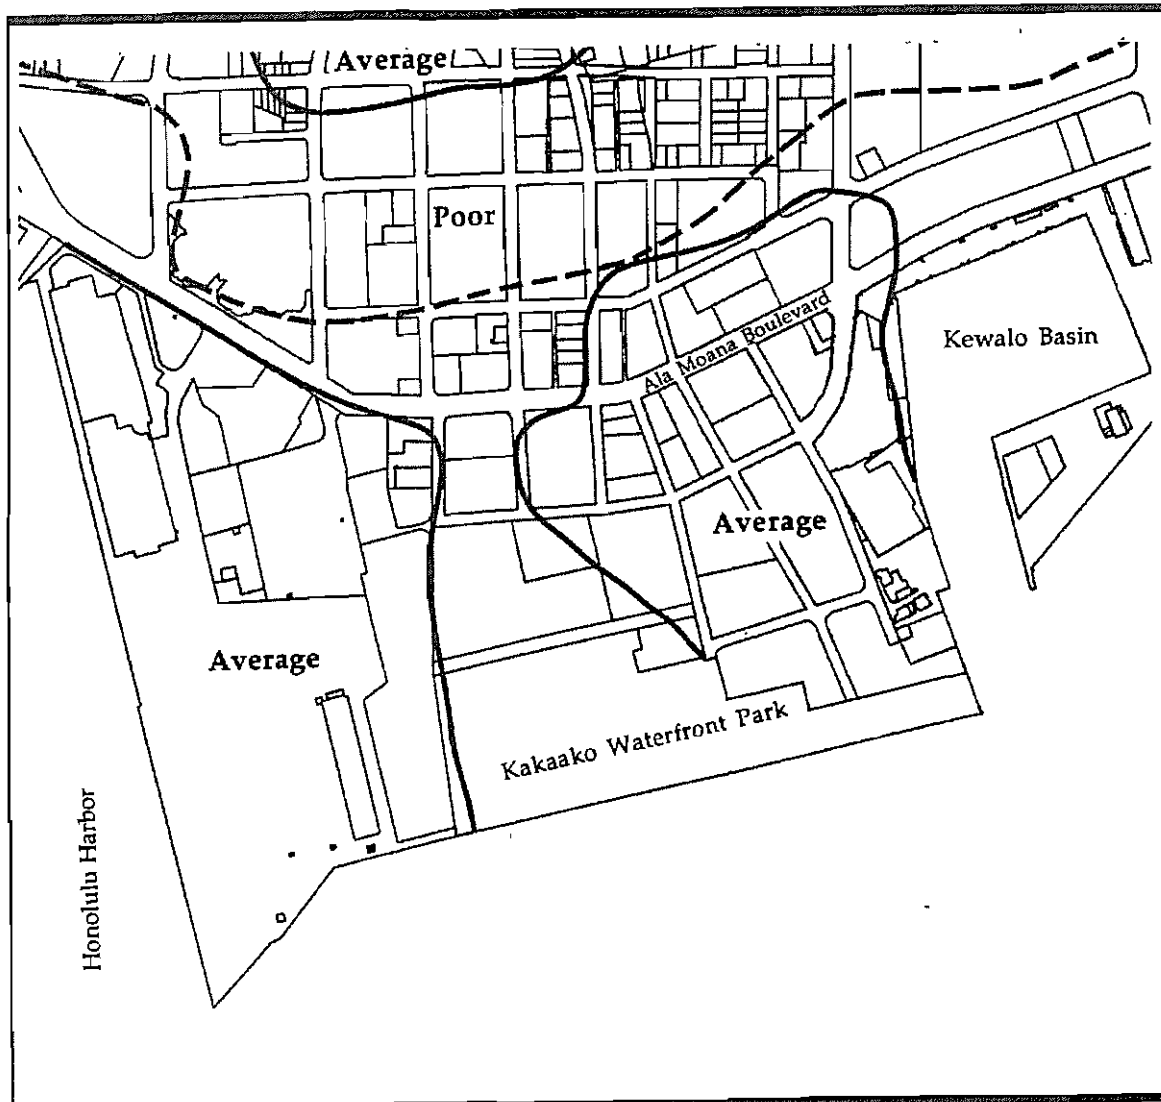 Average
Poor
Ala Moana Boulevard
Kewalo Basin
Average
Average
Kakaako Waterfront Park
Honolulu Harbor